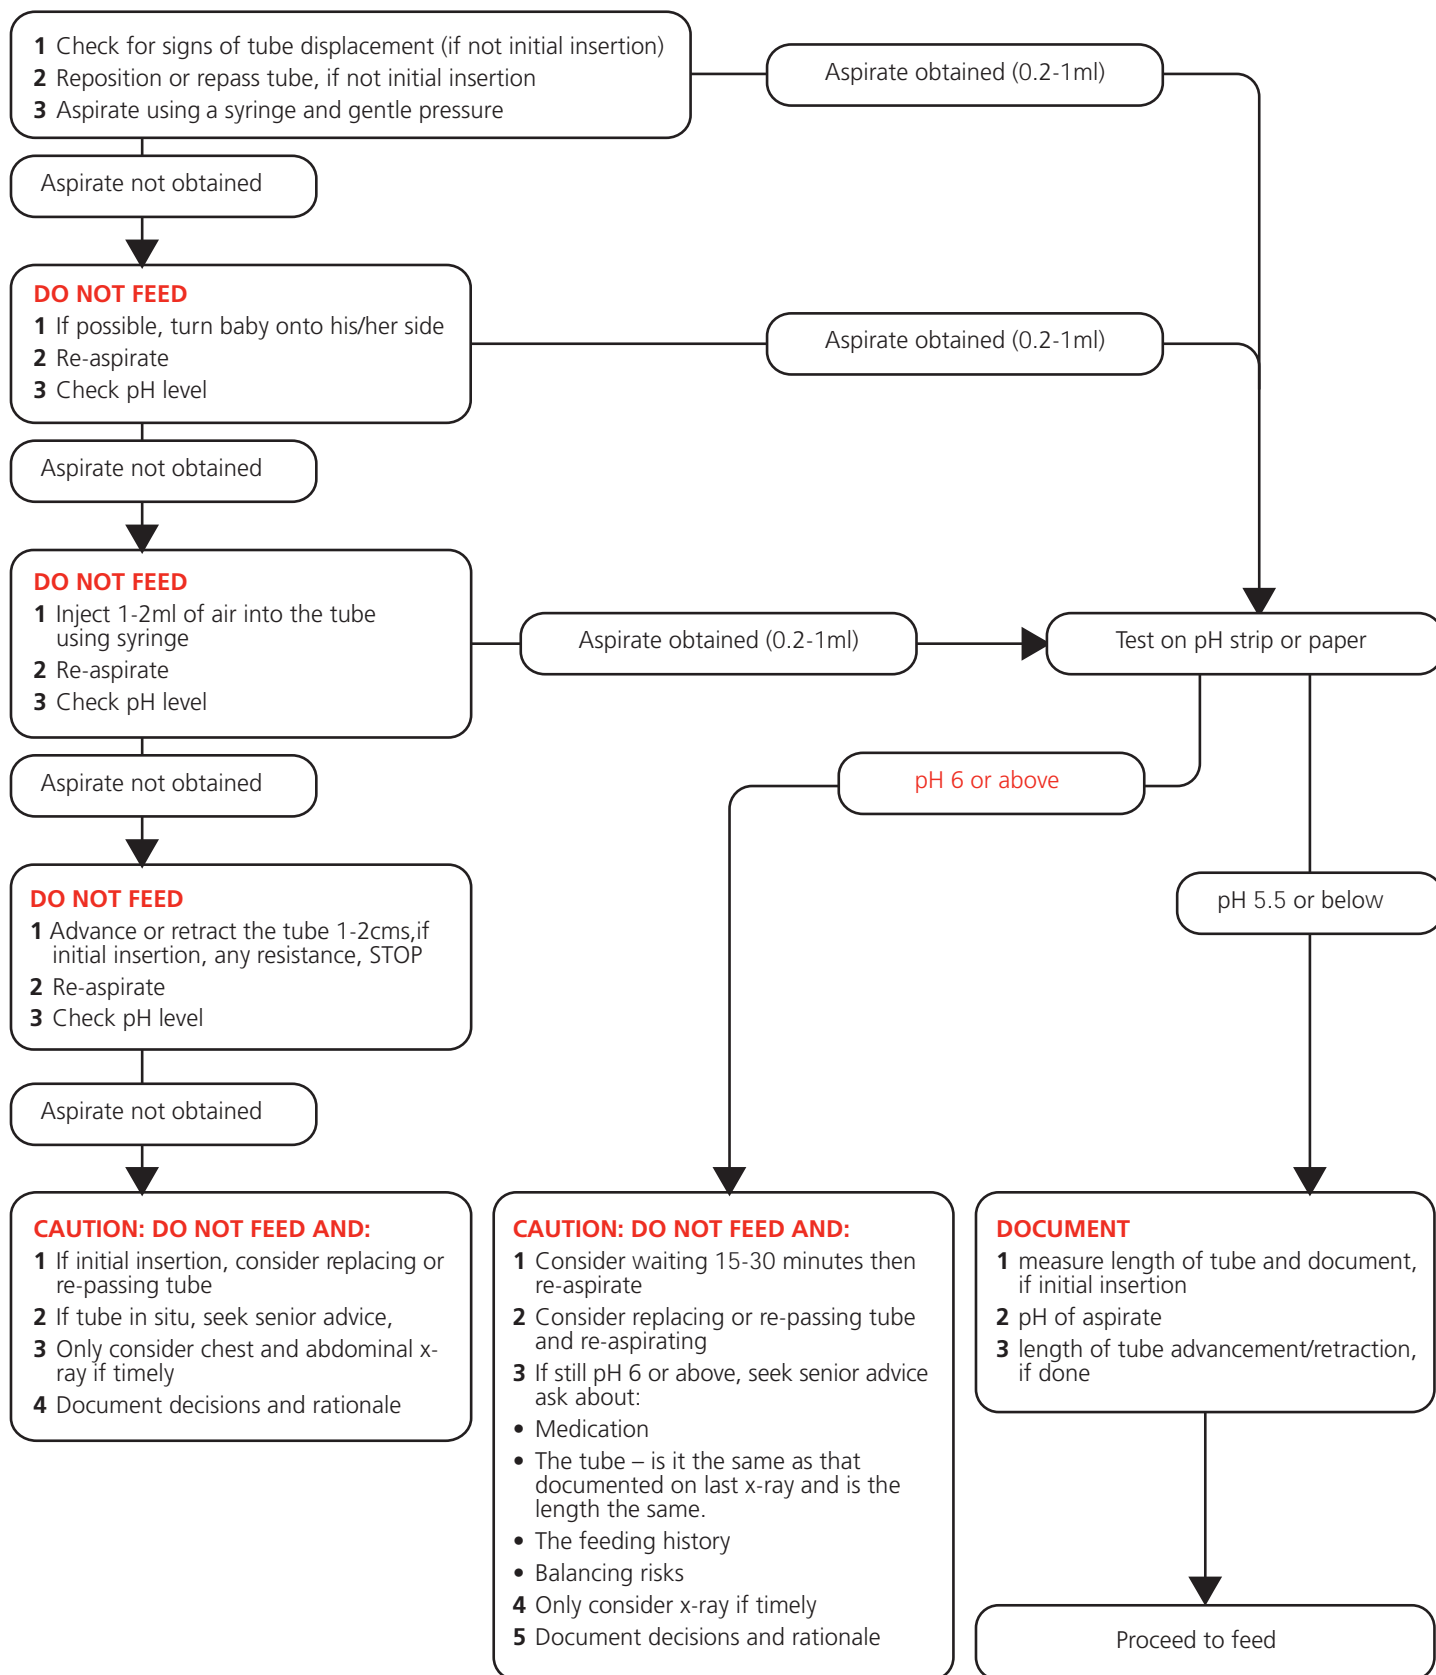 1 Check for signs of tube displacement (if not initial insertion)
2 Reposition or repass tube, if not initial insertion
3 Aspirate using a syringe and gentle pressure
Aspirate obtained (0.2-1ml)
Aspirate not obtained
DO NOT FEED
1 If possible, turn baby onto his/her side
2 Re-aspirate
3 Check pH level
Aspirate obtained (0.2-1ml)
Aspirate not obtained
DO NOT FEED
1 Inject 1-2ml of air into the tube
using syringe
2 Re-aspirate
3 Check pH level
Aspirate obtained (0.2-1ml)
Test on pH strip or paper
Aspirate not obtained
pH 6 or above
pH 5.5 or below
DO NOT FEED
1 Advance or retract the tube 1-2cms,if
initial insertion, any resistance, STOP
2 Re-aspirate
3 Check pH level
Aspirate not obtained
CAUTION: DO NOT FEED AND:
1 If initial insertion, consider replacing or
re-passing tube
2 If tube in situ, seek senior advice,
3 Only consider chest and abdominal x-
ray if timely
4 Document decisions and rationale
CAUTION: DO NOT FEED AND:
1 Consider waiting 15-30 minutes then
re-aspirate
2 Consider replacing or re-passing tube
and re-aspirating
3 If still pH 6 or above, seek senior advice
ask about:
• Medication
• The tube – is it the same as that
documented on last x-ray and is the
length the same.
• The feeding history
• Balancing risks
4 Only consider x-ray if timely
5 Document decisions and rationale
DOCUMENT
1 measure length of tube and document,
if initial insertion
2 pH of aspirate
3 length of tube advancement/retraction,
if done
Proceed to feed